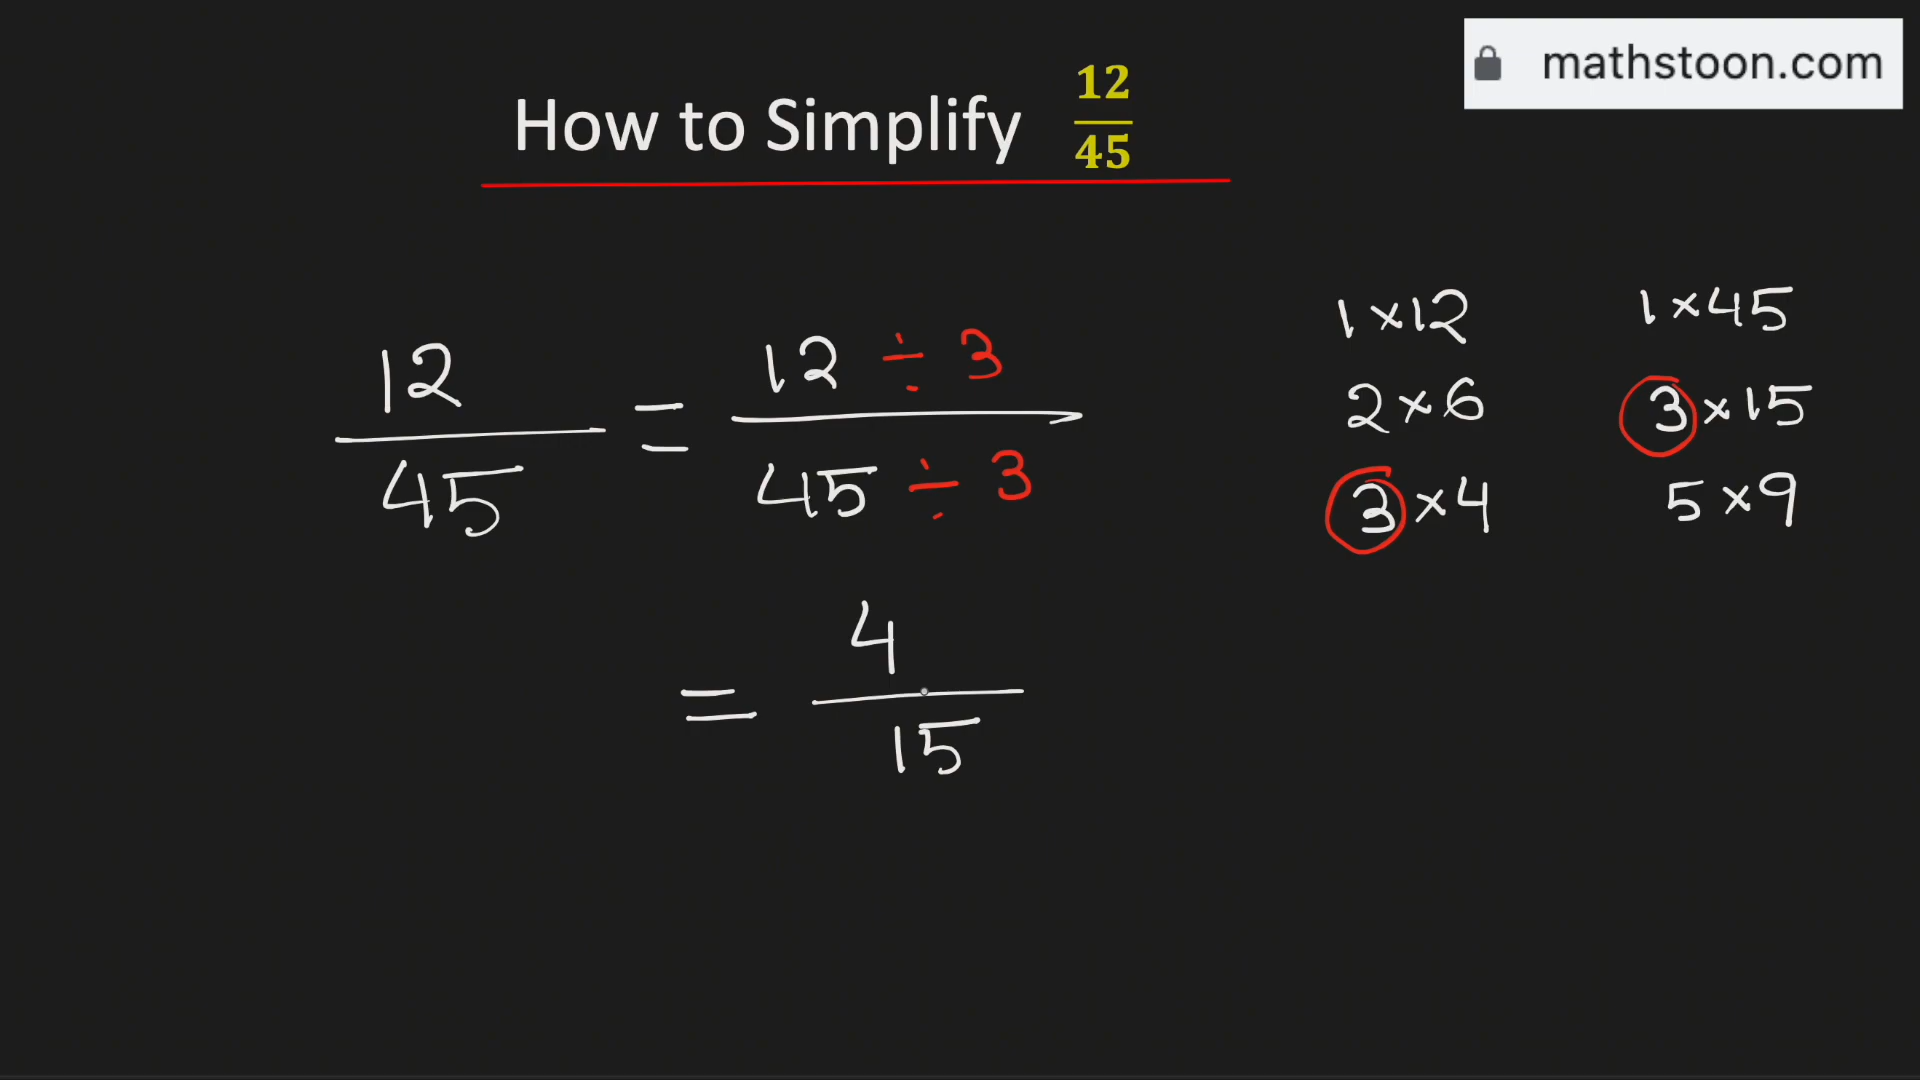 mathstoon.com
How to Simplify 12/45
12/45 = 12 ÷ 3/45 ÷ 3
= 4/15
1×12
2×6
3×4
1×45
3×15
5×9